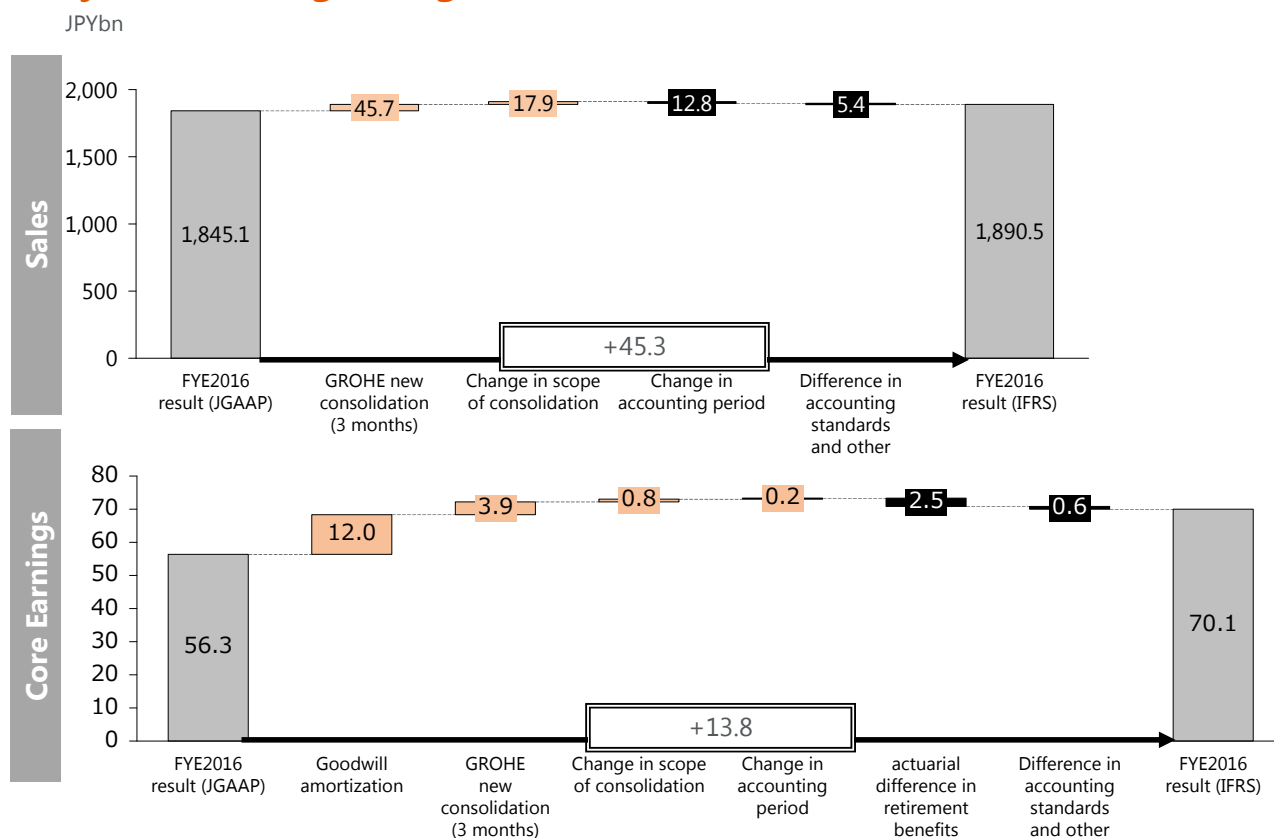 JPYbn
Sales
2,000
1,500
1,000
500
0
1,845.1
45.7
17.9
12.8
5.4
1,890.5
+45.3
FYE2016
result (JGAAP)
GROHE new
consolidation
(3 months)
Change in scope
of consolidation
Change in
accounting period
Difference in
accounting
standards
and other
FYE2016
result (IFRS)
Core Earnings
80
70
60
50
40
30
20
10
0
56.3
12.0
3.9
0.8
0.2
2.5
0.6
70.1
+13.8
FYE2016
result (JGAAP)
Goodwill
amortization
GROHE
new
consolidation
(3 months)
Change in scope
of consolidation
Change in
accounting
period
actuarial
difference in
retirement
benefits
Difference in
accounting
standards
and other
FYE2016
result (IFRS)